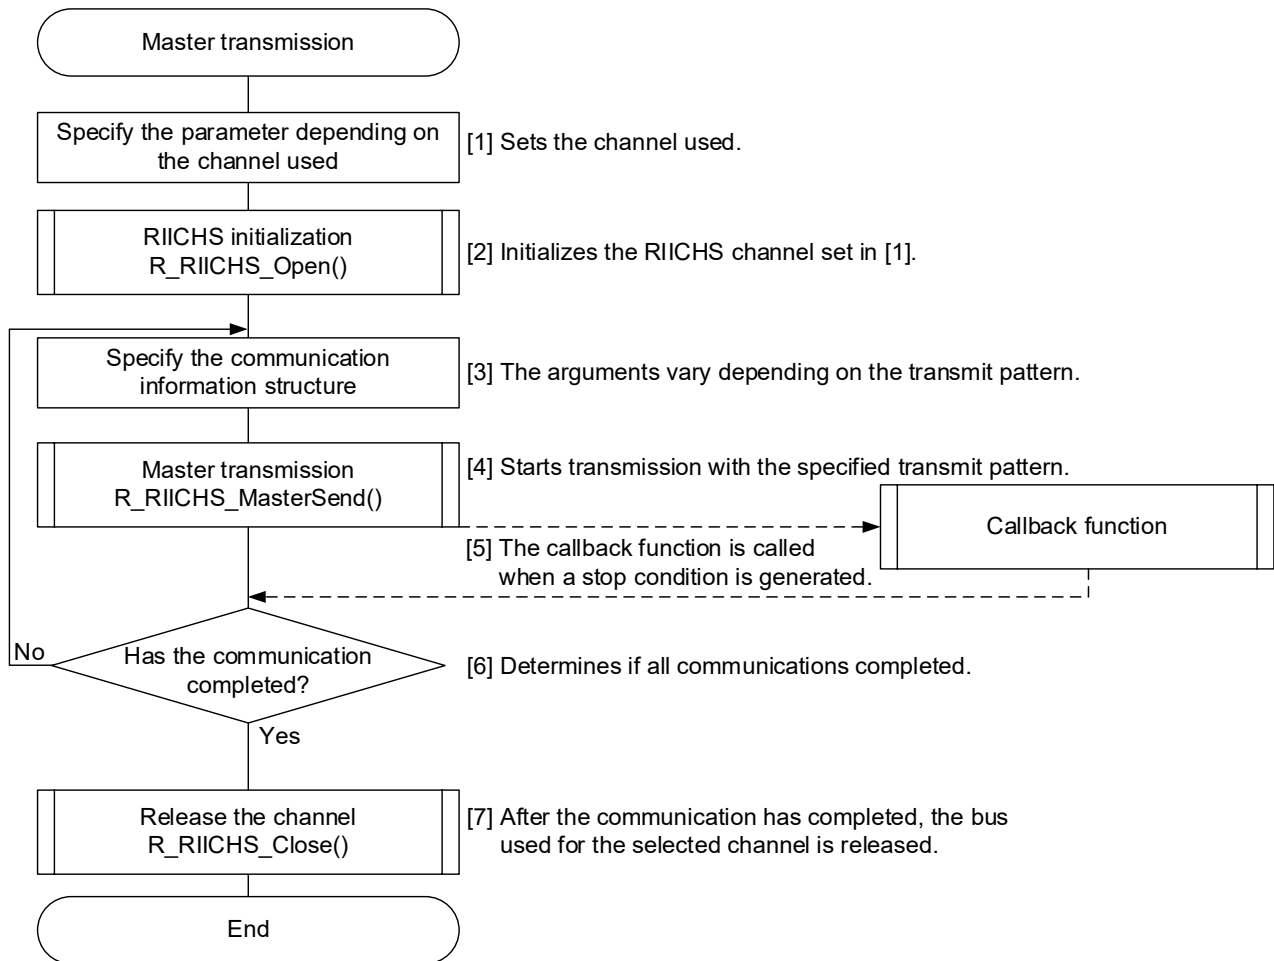 Master transmission
Specify the parameter depending on
the channel used
[1] Sets the channel used.
RIICHS initialization
R_RIICHS_Open()
[2] Initializes the RIICHS channel set in [1].
Specify the communication
information structure
[3] The arguments vary depending on the transmit pattern.
Master transmission
R_RIICHS_MasterSend()
[4] Starts transmission with the specified transmit pattern.
Callback function
[5] The callback function is called
when a stop condition is generated.
No
Has the communication
completed?
[6] Determines if all communications completed.
Yes
Release the channel
R_RIICHS_Close()
[7] After the communication has completed, the bus
used for the selected channel is released.
End